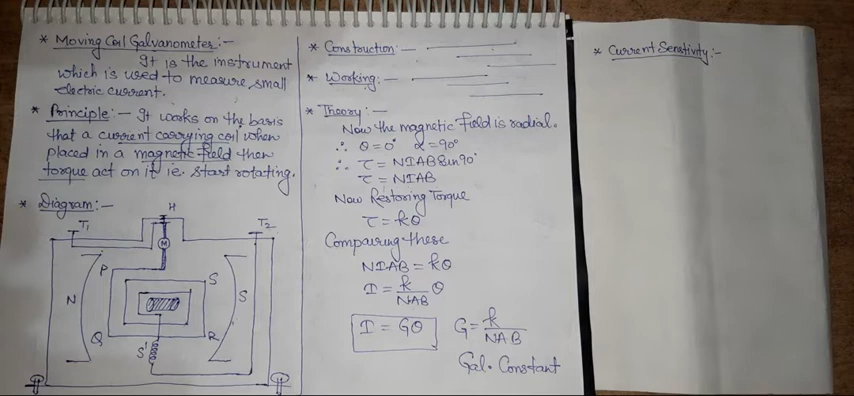 * Moving Coil Galvanometer:-
It is the instrument
which is used to measure small
electric current.
* Principle:- It works on the basis
that a current carrying coil when
placed in a magnetic field then
torque act on it ie. start rotating.
* Diagram:-
H
T1
T2
M
P
S
N
S
Q
R
S'
* Construction:-
* Working:-
* Theory:-
Now the magnetic field is radial.
∴ θ=0° α=90°
∴ τ = NIAB Sin90°
τ = NIAB
Now Restoring Torque
τ = kθ
Comparing these
NIAB = kθ
I = k/NAB θ
I = Gθ G = k/NAB
Gal. Constant
* Current Senstivity:-